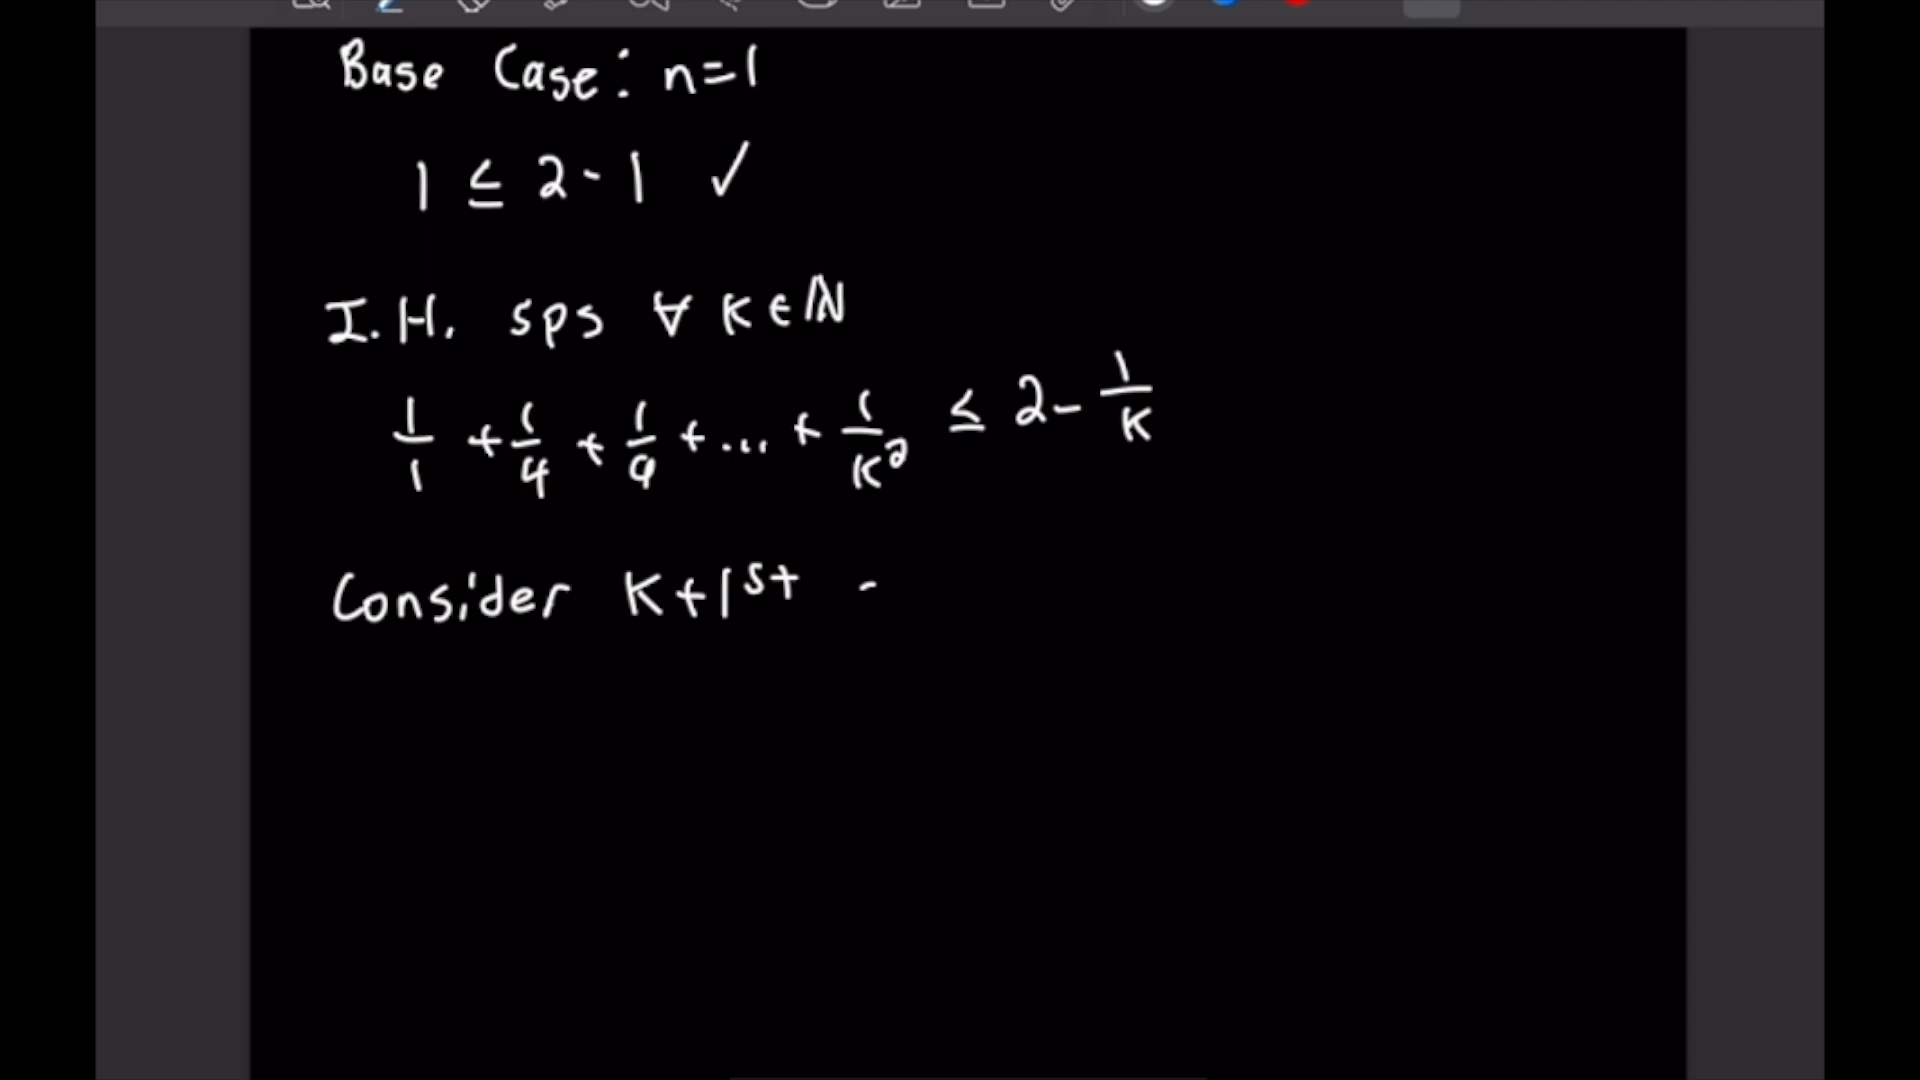 Base Case: n=1
1 ≤ 2-1 ✓
I.H. sps ∀ K∈ℕ
1/1 + 1/4 + 1/9 + ... + 1/K² ≤ 2 - 1/K
Consider K+1st -